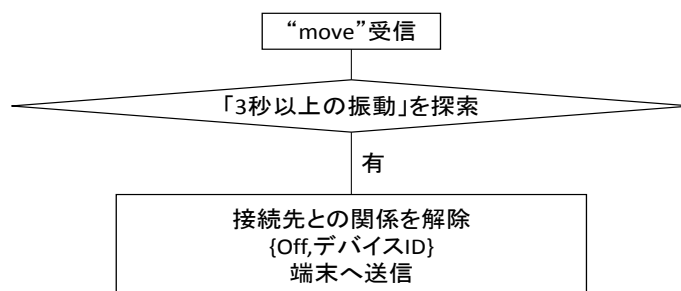 “move”受信
「3秒以上の振動」を探索
有
接続先との関係を解除
{Off,デバイスID}
端末へ送信